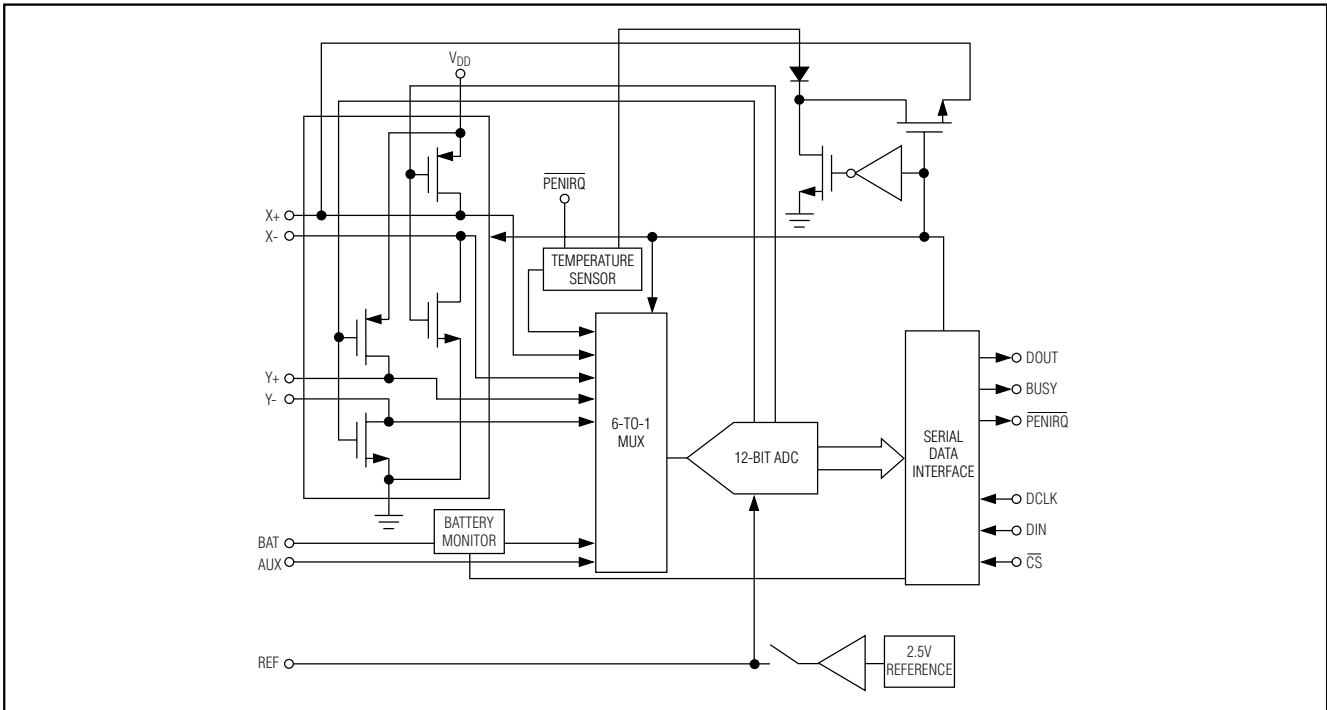 VDD
PENIRQ
X+
X-
TEMPERATURE
SENSOR
Y+
Y-
6-TO-1
MUX
12-BIT ADC
SERIAL
DATA
INTERFACE
DOUT
BUSY
PENIRQ
DCLK
DIN
CS
BAT
AUX
BATTERY
MONITOR
REF
2.5V
REFERENCE